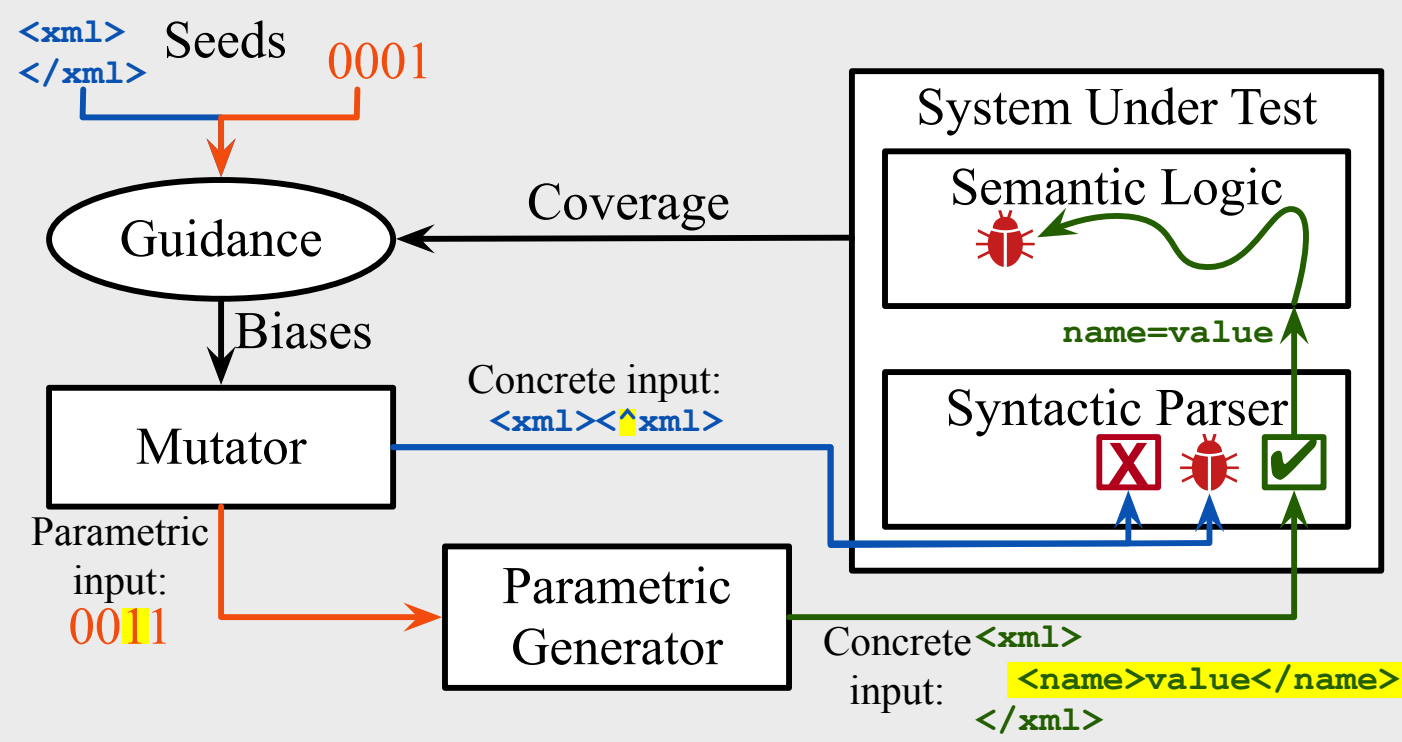 <xml>
</xml>
Seeds
0001
System Under Test
Semantic Logic
Coverage
Guidance
Biases
name=value
Concrete input:
<xml><^xml>
Syntactic Parser
X
Mutator
Parametric
input:
0011
Parametric
Generator
Concrete
input:
<xml>
<name>value</name>
</xml>